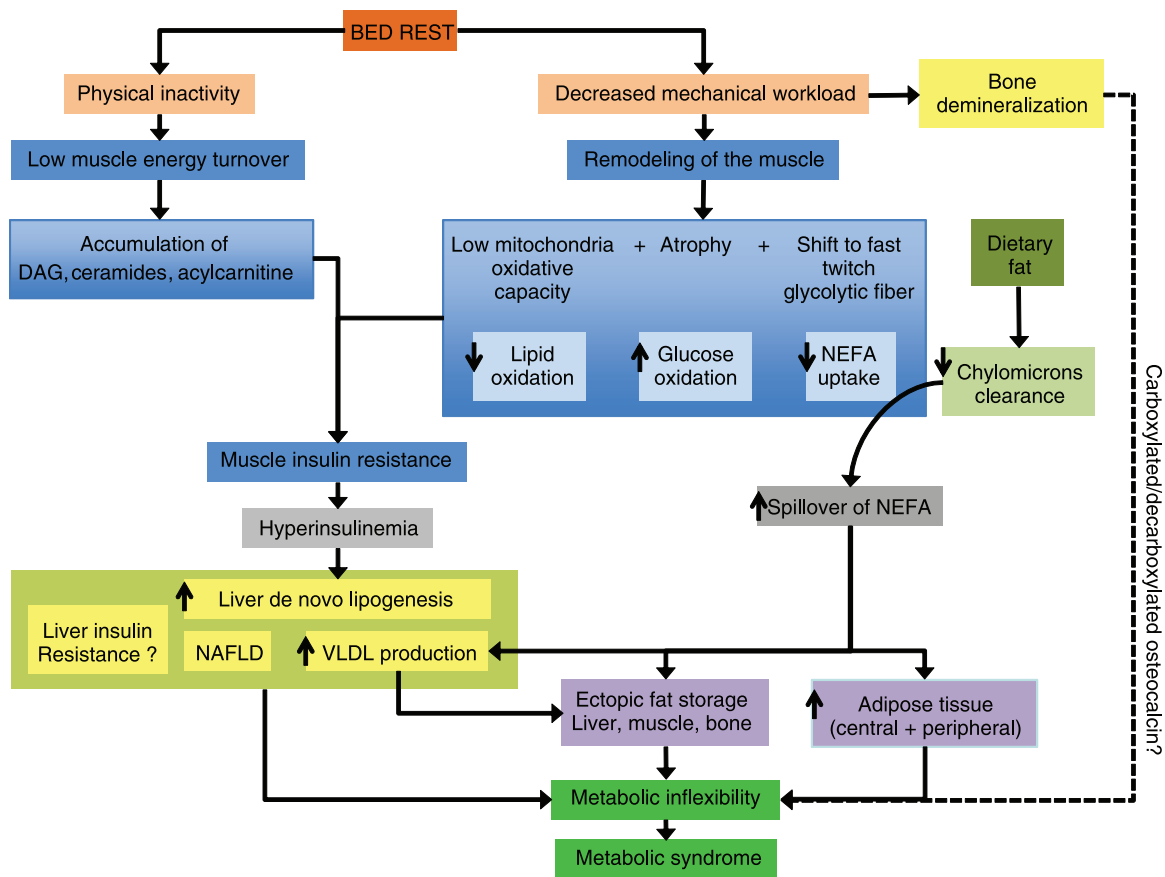 BED REST
Physical inactivity
Decreased mechanical workload
Bone
demineralization
Low muscle energy turnover
Remodeling of the muscle
Accumulation of
DAG, ceramides, acylcarnitine
Low mitochondria
oxidative
capacity
+
Atrophy
+
Shift to fast
twitch
glycolytic fiber
Dietary
fat
Lipid
oxidation
Glucose
oxidation
NEFA
uptake
Chylomicrons
clearance
Carboxylated/decarboxylated osteocalcin?
Muscle insulin resistance
Spillover of NEFA
Hyperinsulinemia
Liver de novo lipogenesis
Liver insulin
Resistance ?
NAFLD
VLDL production
Ectopic fat storage
Liver, muscle, bone
Adipose tissue
(central + peripheral)
Metabolic inflexibility
Metabolic syndrome